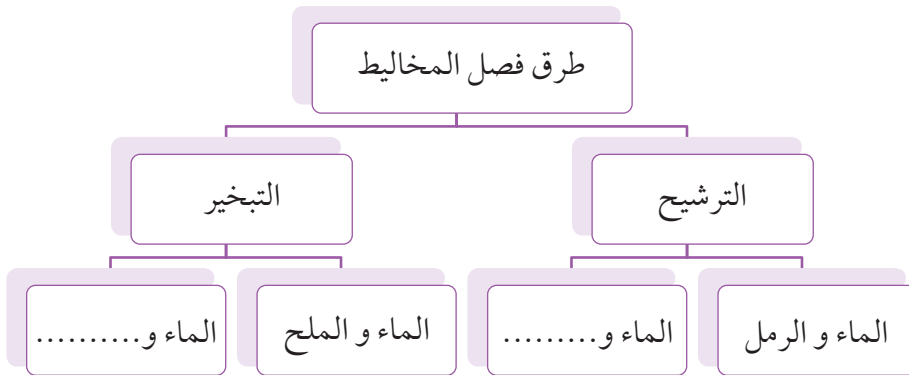 طرق فصل المخاليط
الترشيح
التبخير
الماء و الرمل
الماء و.........
الماء و الملح
الماء و..........